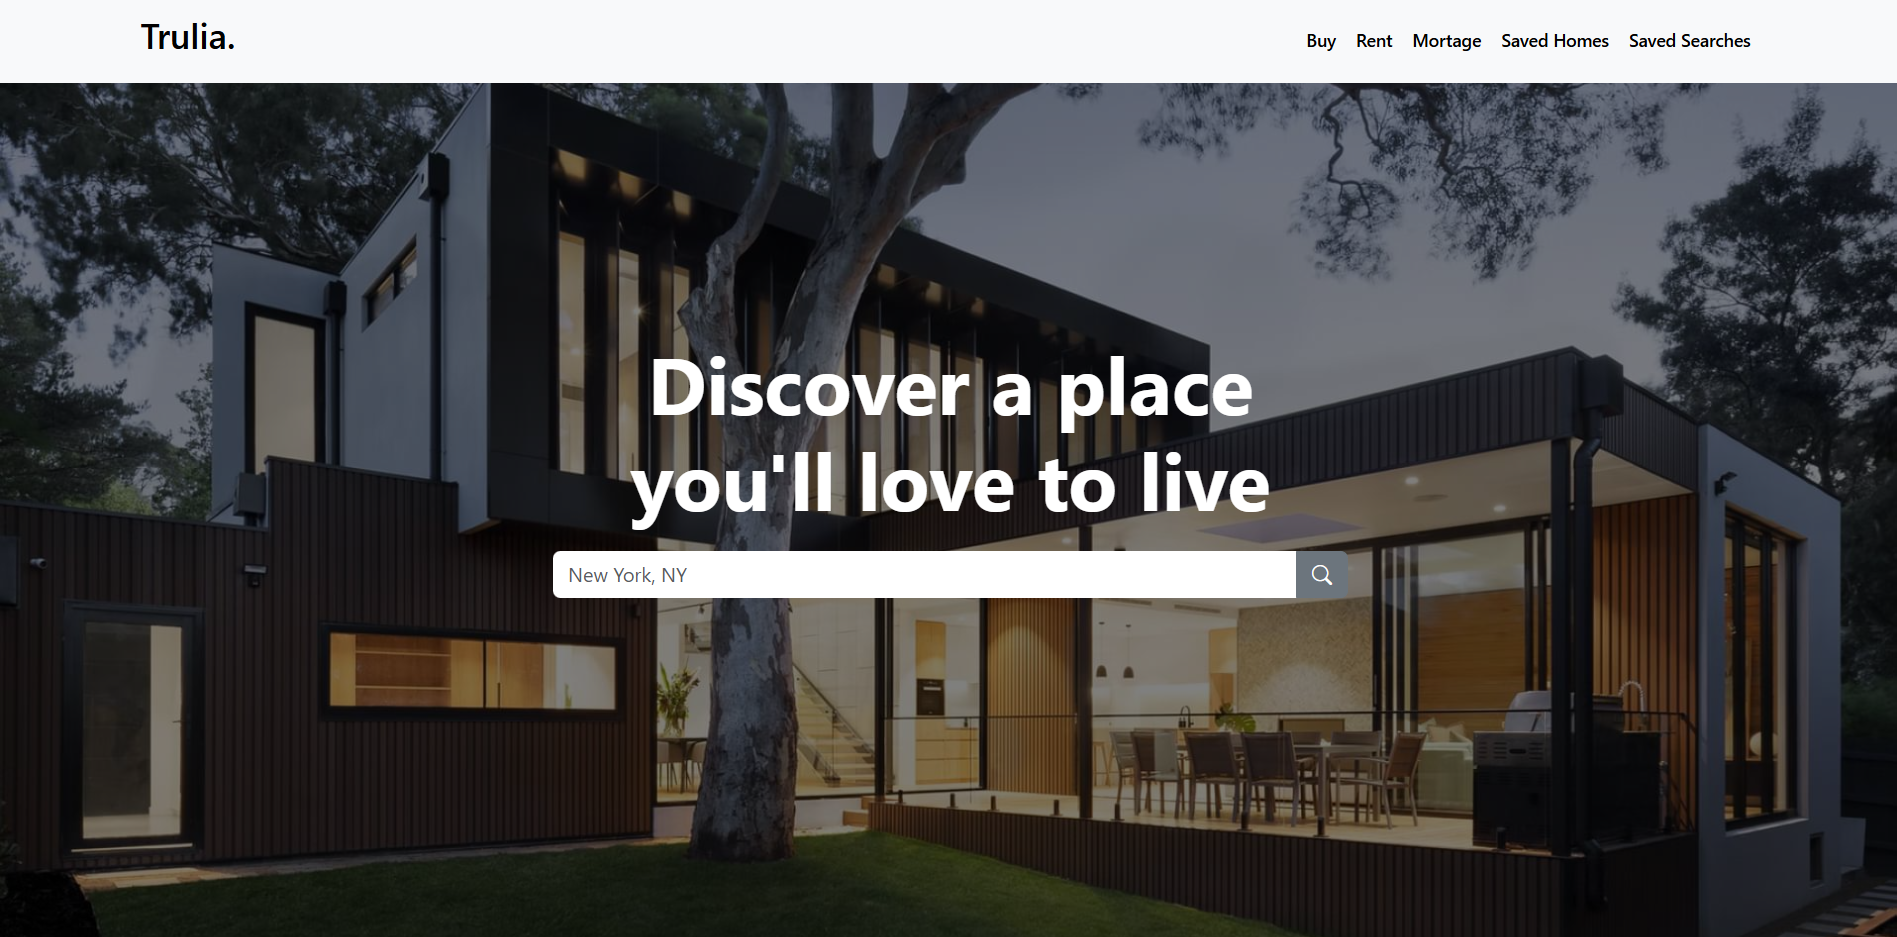 Trulia.
Buy Rent Mortage Saved Homes Saved Searches
Discover a place
you'll love to live
New York, NY